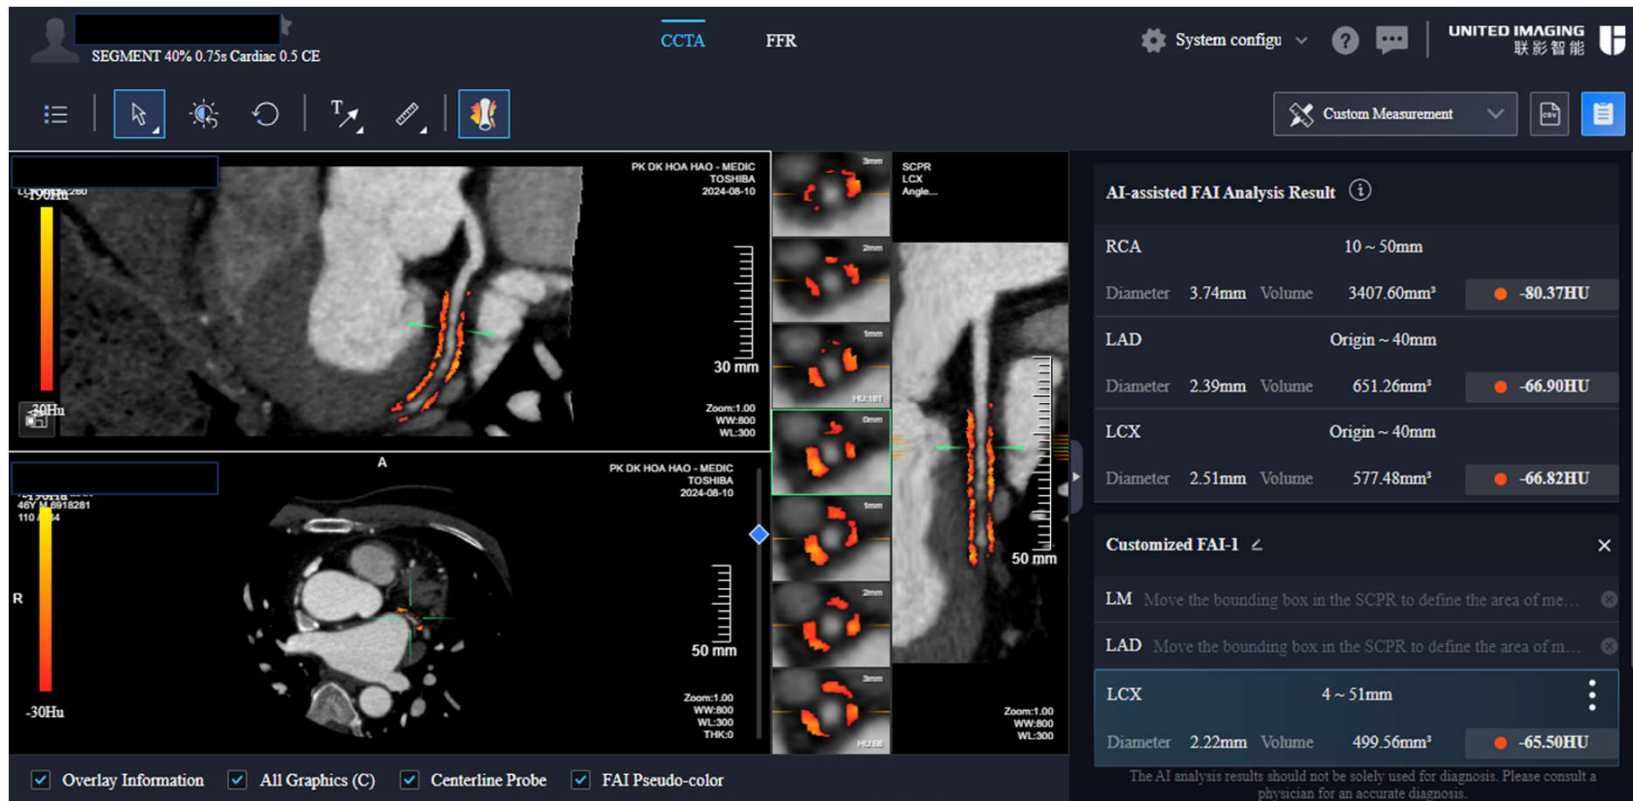 SEGMENT 40% 0.75s Cardiac 0.5 CE
CCTA
FFR
System configu
UNITED IMAGING
联影智能
T
Custom Measurement
CSV
PK DK HOA HAO - MEDIC
TOSHIBA
2024-08-10
-190Hu
-30Hu
30 mm
Zoom:1.00
WW:800
WL:300
A
PK DK HOA HAO - MEDIC
TOSHIBA
2024-08-10
R
-30Hu
50 mm
Zoom:1.00
WW:800
WL:300
THK:0
3mm
2mm
1mm
HU:181
0mm
1mm
2mm
3mm
SCPR
LCX
Angle...
50 mm
Zoom:1.00
WW:800
WL:300
AI-assisted FAI Analysis Result
RCA 10 ~ 50mm
Diameter 3.74mm Volume 3407.60mm³ -80.37HU
LAD Origin ~ 40mm
Diameter 2.39mm Volume 651.26mm³ -66.90HU
LCX Origin ~ 40mm
Diameter 2.51mm Volume 577.48mm³ -66.82HU
Customized FAI-1
LM Move the bounding box in the SCPR to define the area of me...
LAD Move the bounding box in the SCPR to define the area of m...
LCX 4 ~ 51mm
Diameter 2.22mm Volume 499.56mm³ -65.50HU
The AI analysis results should not be solely used for diagnosis. Please consult a
physician for an accurate diagnosis.
Overlay Information
All Graphics (C)
Centerline Probe
FAI Pseudo-color